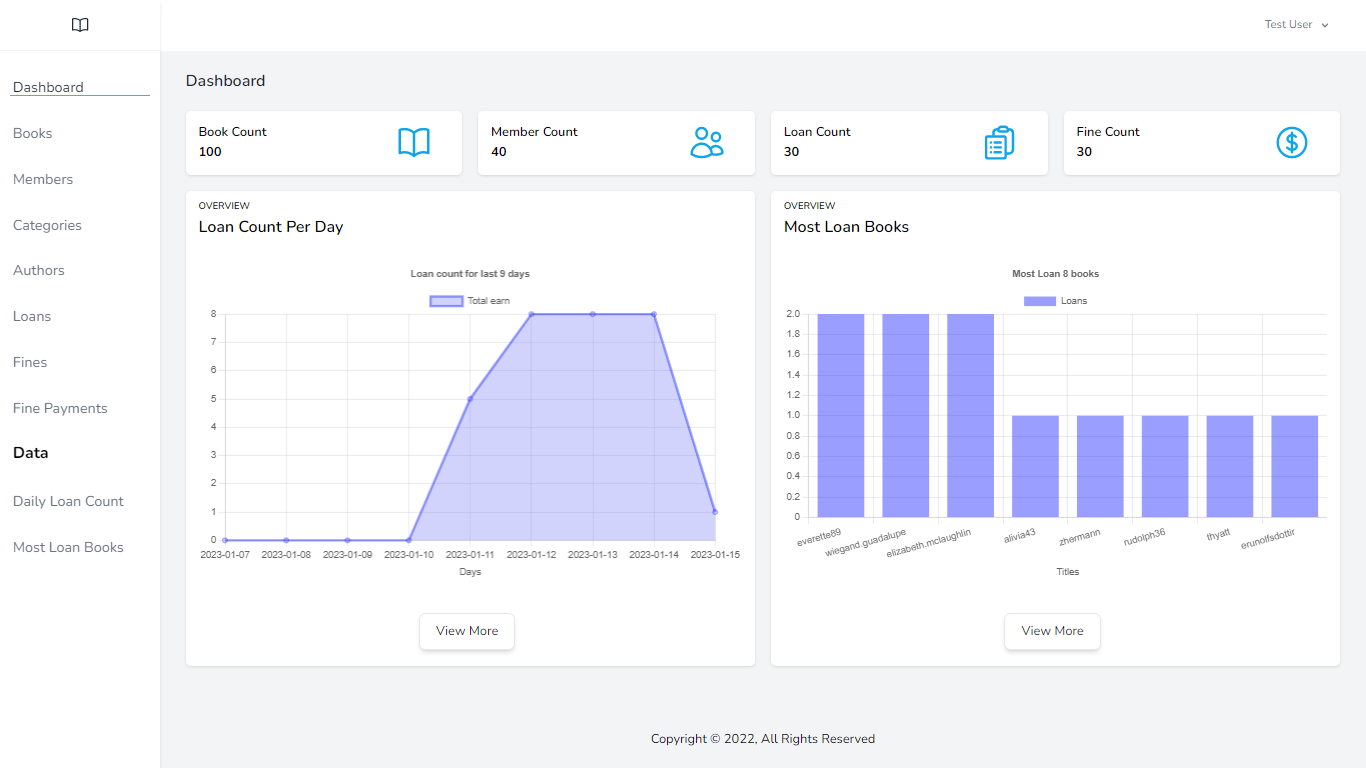 Test User
Dashboard
Books
Members
Categories
Authors
Loans
Fines
Fine Payments
Data
Daily Loan Count
Most Loan Books
Dashboard
Book Count
100
Member Count
40
Loan Count
30
Fine Count
30
OVERVIEW
Loan Count Per Day
Loan count for last 9 days
Total earn
8
7
6
5
4
3
2
1
0
2023-01-07 2023-01-08 2023-01-09 2023-01-10 2023-01-11 2023-01-12 2023-01-13 2023-01-14 2023-01-15
Days
View More
OVERVIEW
Most Loan Books
Most Loan 8 books
Loans
2.0
1.8
1.6
1.4
1.2
1.0
0.8
0.6
0.4
0.2
0
everette89 wiegand.guadalupe elizabeth.mclaughlin alivia43 zhermann rudolph36 thyatt erunolfsdottir
Titles
View More
Copyright © 2022, All Rights Reserved